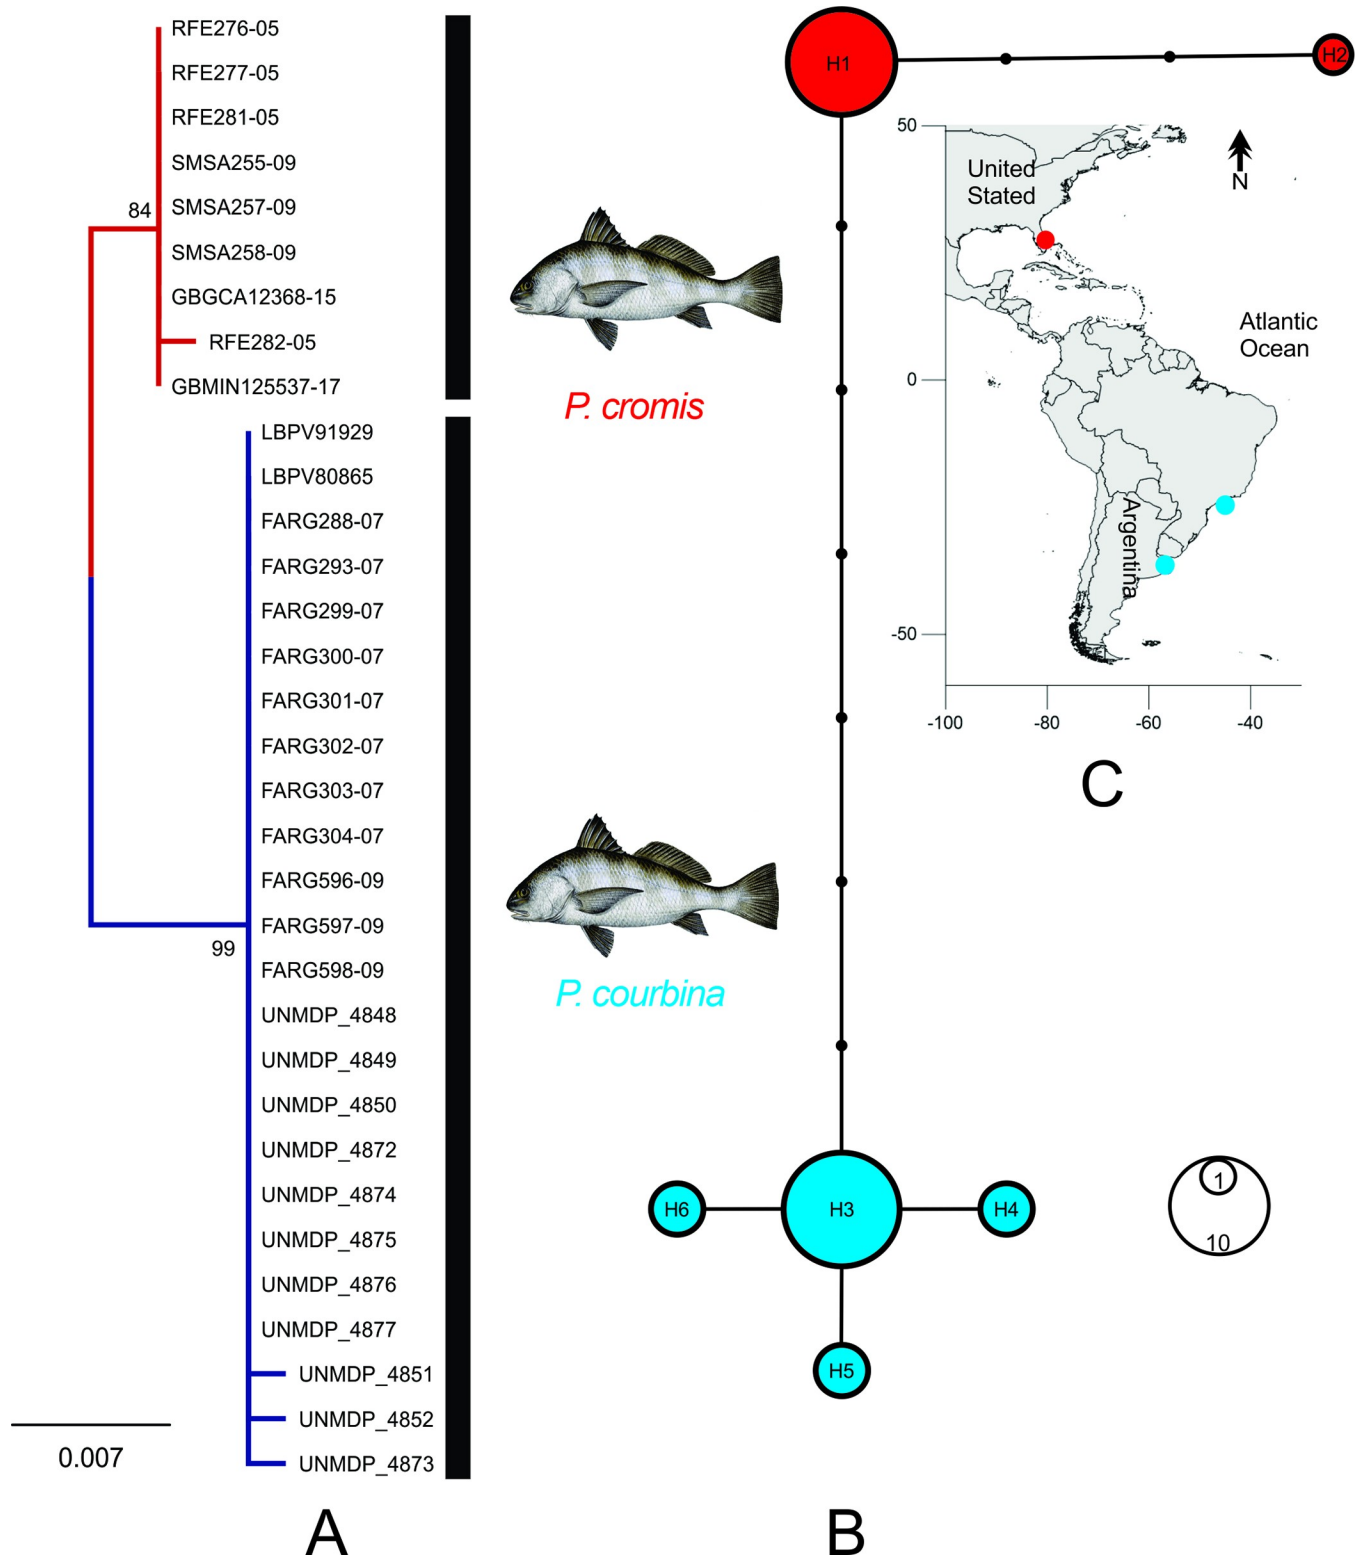 RFE276-05
RFE277-05
RFE281-05
SMSA255-09
SMSA257-09
SMSA258-09
GBGCA12368-15
RFE282-05
GBMIN125537-17
84
LBPV91929
LBPV80865
FARG288-07
FARG293-07
FARG299-07
FARG300-07
FARG301-07
FARG302-07
FARG303-07
FARG304-07
FARG596-09
FARG597-09
FARG598-09
UNMDP_4848
UNMDP_4849
UNMDP_4850
UNMDP_4872
UNMDP_4874
UNMDP_4875
UNMDP_4876
UNMDP_4877
UNMDP_4851
UNMDP_4852
UNMDP_4873
99
0.007
A
P. cromis
P. courbina
H1
H2
H6
H3
H4
H5
1
10
B
50
0
-50
-100
-80
-60
-40
United
Stated
N
Atlantic
Ocean
Argentina
C